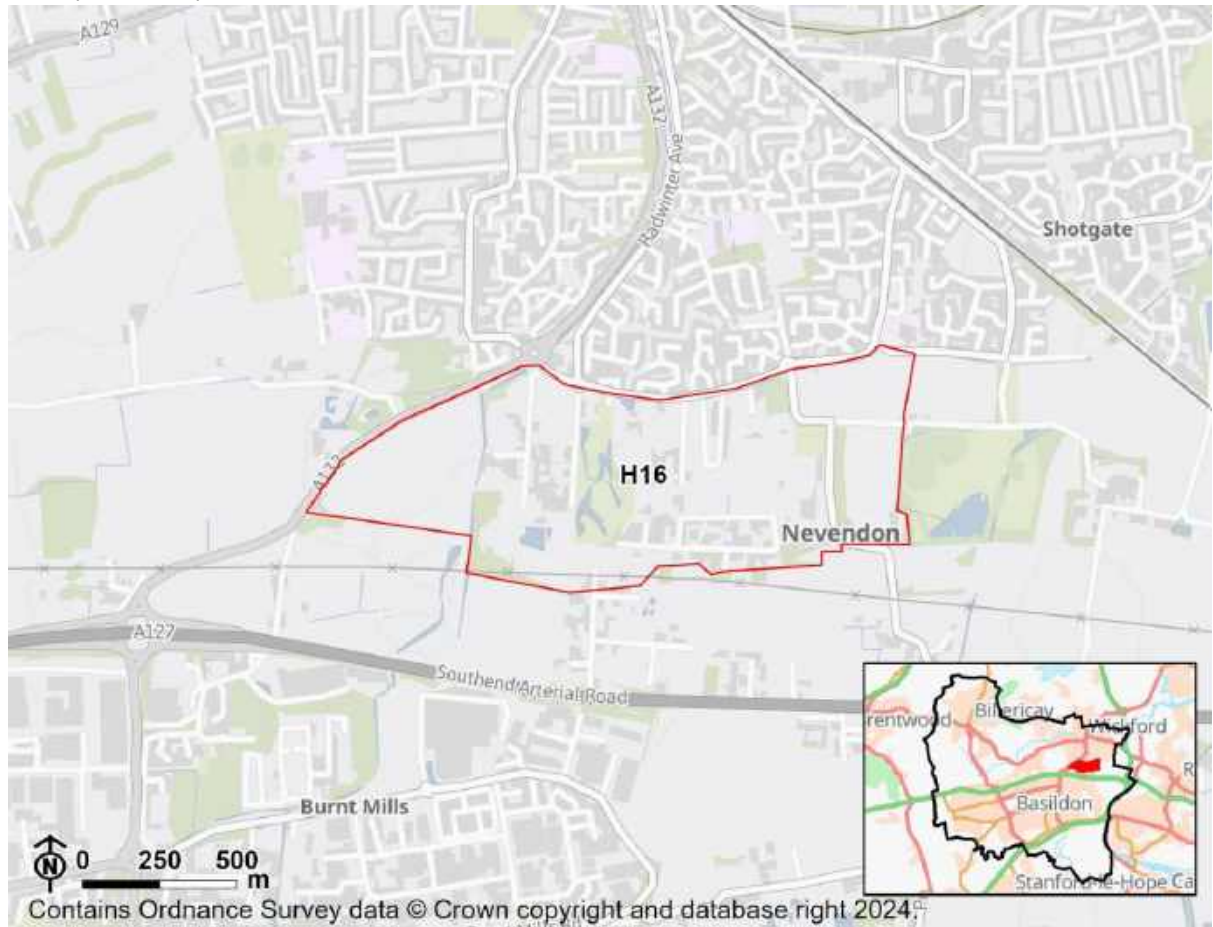 A129
A132
Radwinter Ave
Shotgate
A132
H16
Nevendon
A127
Southend Arterial Road
Burnt Mills
Billericay
Brentwood
Wickford
R
Basildon
Stanford-le-Hope Ca
N
0 250 500
m
Contains Ordnance Survey data © Crown copyright and database right 2024.